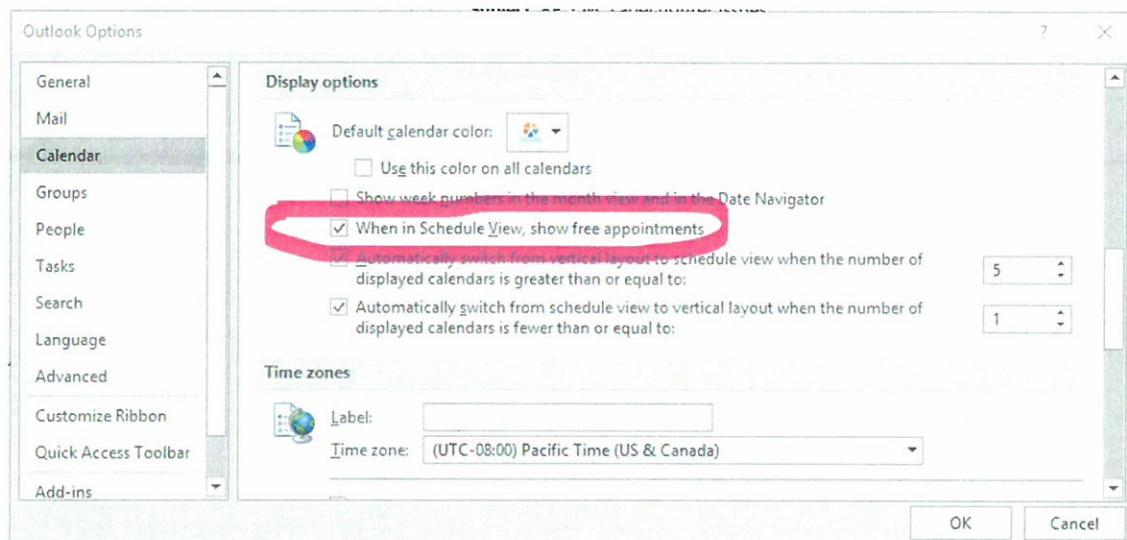 Outlook Options
?
General
Mail
Calendar
Groups
People
Tasks
Search
Language
Advanced
Customize Ribbon
Quick Access Toolbar
Add-ins
Display options
Default calendar color:
Use this color on all calendars
Show week numbers in the month view and in the Date Navigator
When in Schedule View, show free appointments
Automatically switch from vertical layout to schedule view when the number of
displayed calendars is greater than or equal to:
5
Automatically switch from schedule view to vertical layout when the number of
displayed calendars is fewer than or equal to:
1
Time zones
Label:
Time zone:
(UTC-08:00) Pacific Time (US & Canada)
OK
Cancel